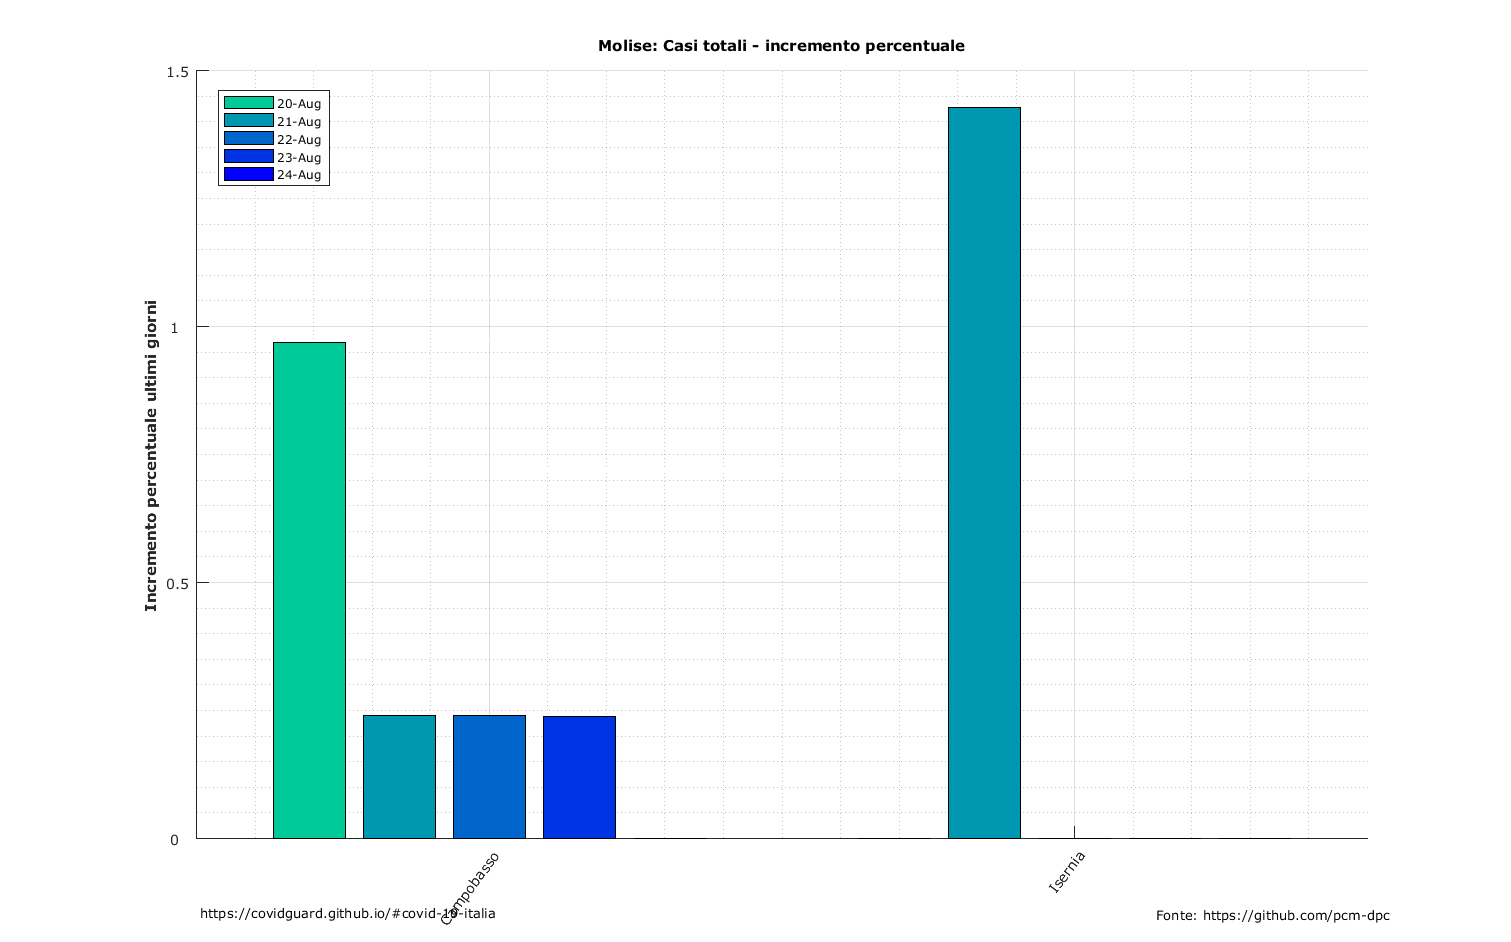 Molise: Casi totali - incremento percentuale
1.5
20-Aug
21-Aug
22-Aug
23-Aug
24-Aug
Incremento percentuale ultimi giorni
1
0.5
0
Campobasso
Isernia
https://covidguard.github.io/#covid-19-italia
Fonte: https://github.com/pcm-dpc